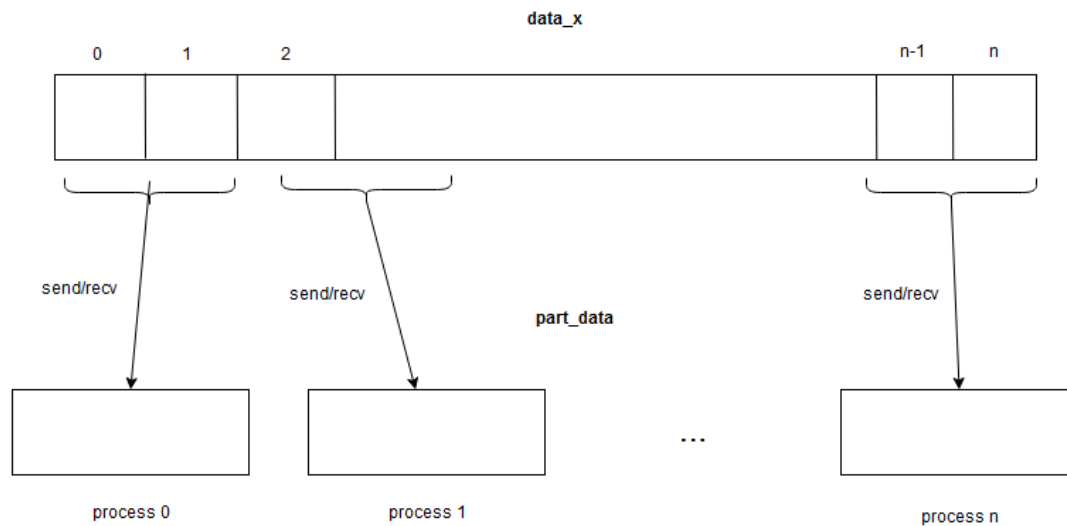 data_x
0
1
2
n-1
n
send/recv
send/recv
send/recv
part_data
...
process 0
process 1
process n